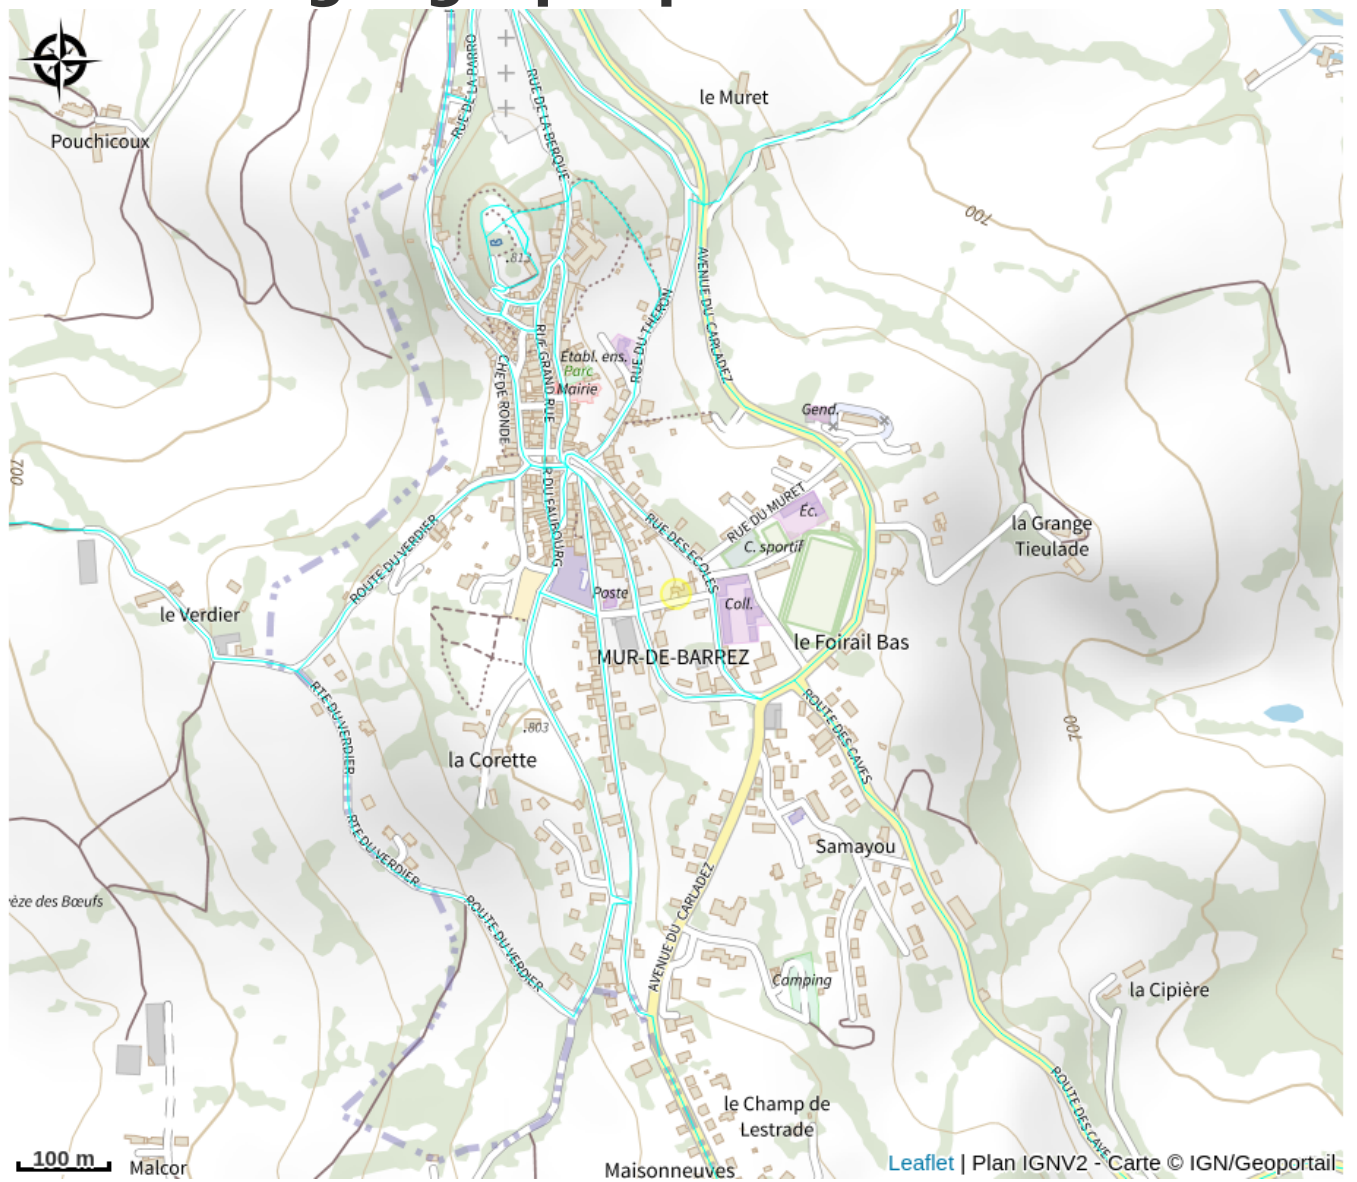 le Muret
RUE DE LA PARRO
RUE DE LA BERQUE
Pouchicoux
700
813
AVENUE DU CARLADEZ
RUE DU THERON
RUE GRAND RUE
Etabl. ens.
Parc
Mairie
CHE DE RONDE
Gend.
700
R DU FAUBOURG
RUE DU MURET
Ec.
RUE DES ECOLES
C. sportif
la Grange
Tieulade
ROUTE DU VERDIER
Poste
Coll.
le Verdier
le Foirail Bas
MUR-DE-BARREZ
RTE DU VERDIER
ROUTE DES CAVES
700
.803
la Corette
RTE DU VERDIER
Samayou
AVENUE DU CARLADEZ
èze des Bœufs
ROUTE DU VERDIER
Camping
la Cipière
ROUTE DES CAVES
le Champ de
Lestrade
100 m
Malcor
Maisonneuves
Leaflet | Plan IGNV2 - Carte © IGN/Geoportail